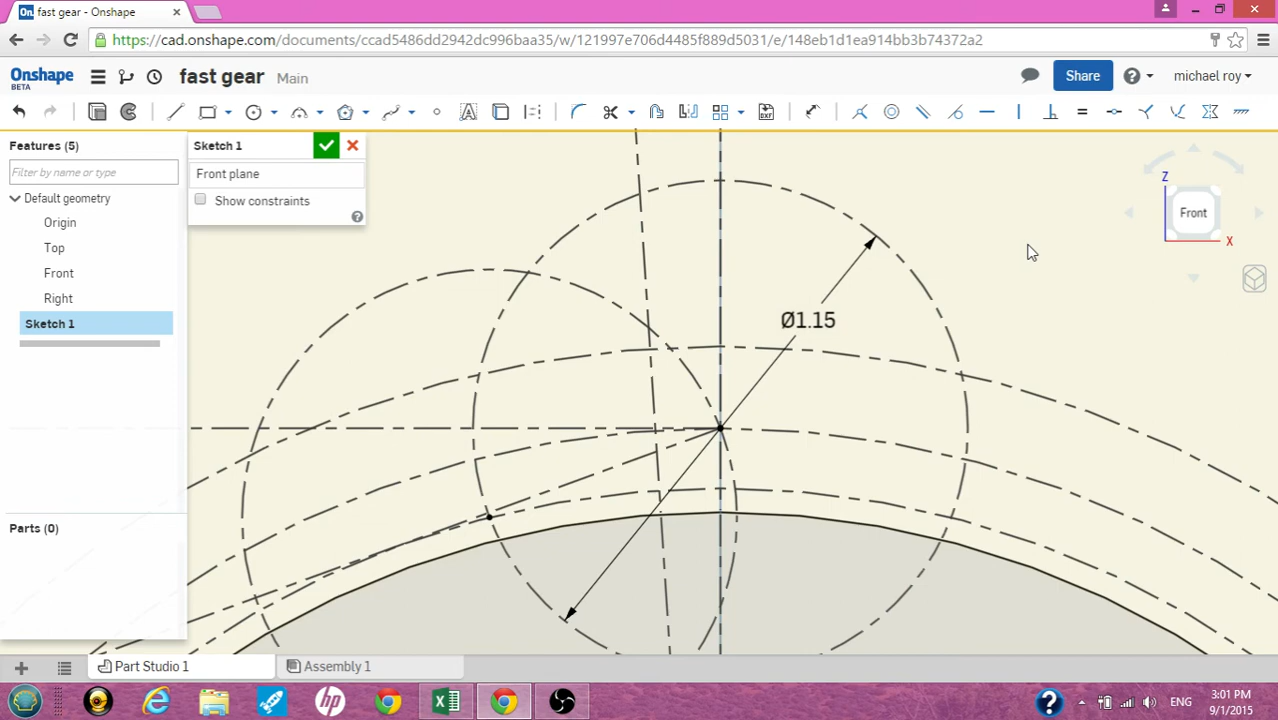 On. fast gear - Onshape
https://cad.onshape.com/documents/ccad5486dd2942dc996baa35/w/121997e706d4485f889d5031/e/148eb1d1ea914bb3b74372a2
Onshape
BETA
fast gear Main
Share
? michael roy
A
DXF
Features (5)
Filter by name or type
Default geometry
Origin
Top
Front
Right
Sketch 1
Sketch 1
Front plane
Show constraints
?
Z
Front
X
Ø1.15
Parts (0)
Part Studio 1
Assembly 1
hp
?
ENG
3:01 PM
9/1/2015